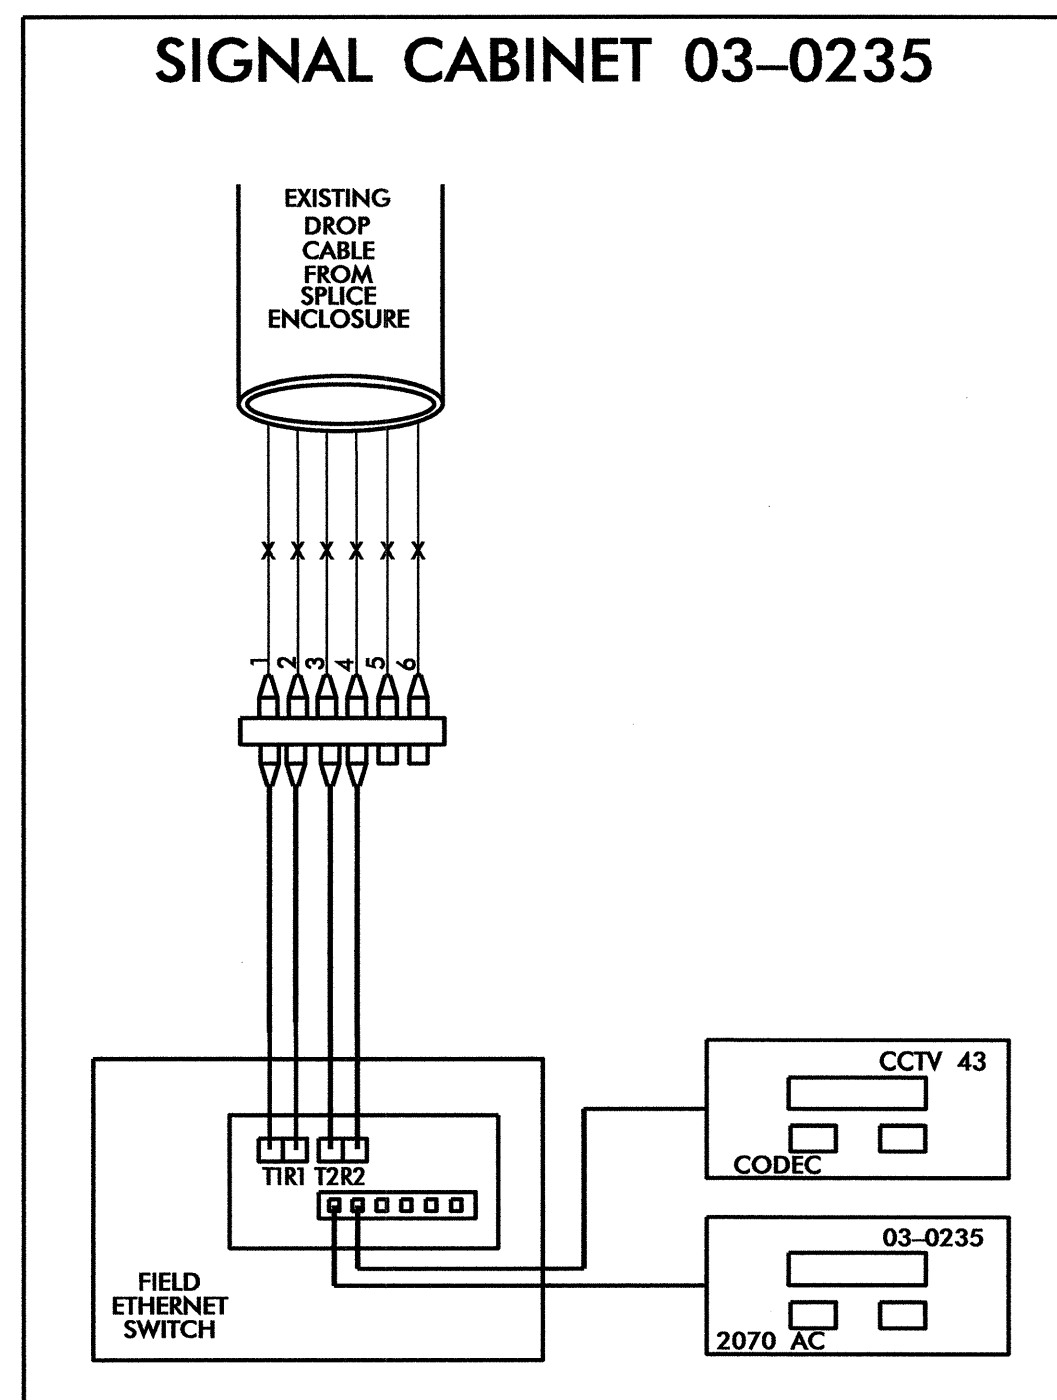 SIGNAL CABINET 03–0235
EXISTING
DROP
CABLE
FROM
SPLICE
ENCLOSURE
1 2 3 4 5 6
T1R1 T2R2
FIELD
ETHERNET
SWITCH
CCTV 43
CODEC
03–0235
2070 AC